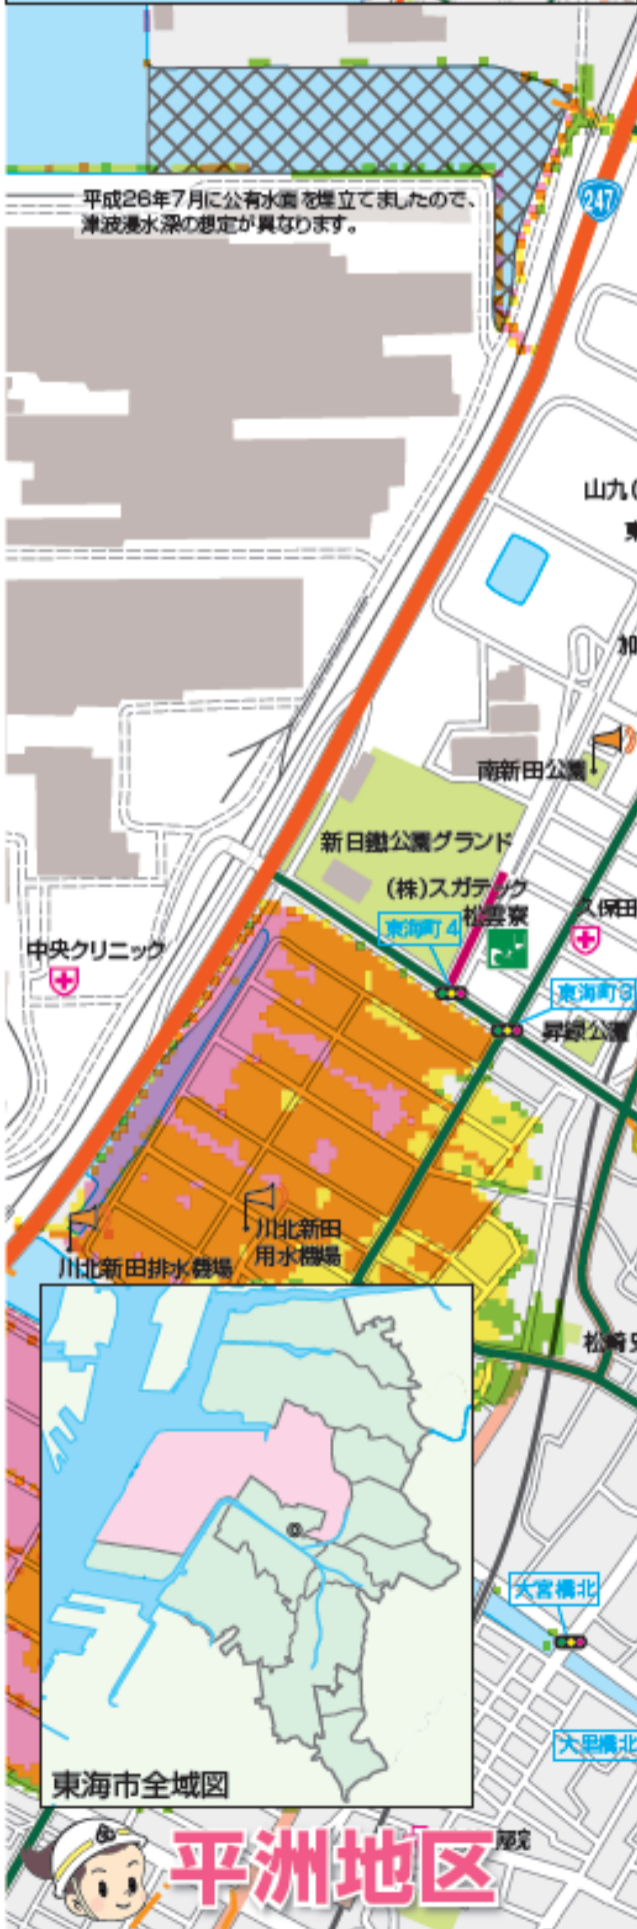 平成26年7月に公有水面を埋立てましたので、
津波浸水深の想定が異なります。
247
山九(
南新田公園
新日鐵公園グランド
(株)スガテック
松雲寮
久保田
東海町4
中央クリニック
東海町3
昇緑公園
川北新田
用水機場
川北新田排水機場
松崎
大宮橋北
大里橋北
東海市全域図
平洲地区